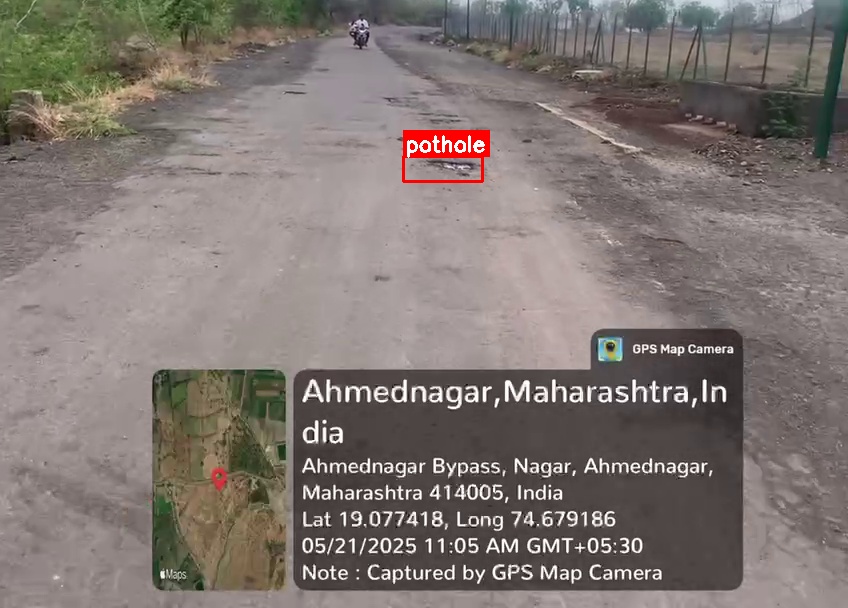 pothole
GPS Map Camera
Ahmednagar,Maharashtra,In
dia
Ahmednagar Bypass, Nagar, Ahmednagar,
Maharashtra 414005, India
Lat 19.077418, Long 74.679186
05/21/2025 11:05 AM GMT+05:30
Note : Captured by GPS Map Camera
Maps